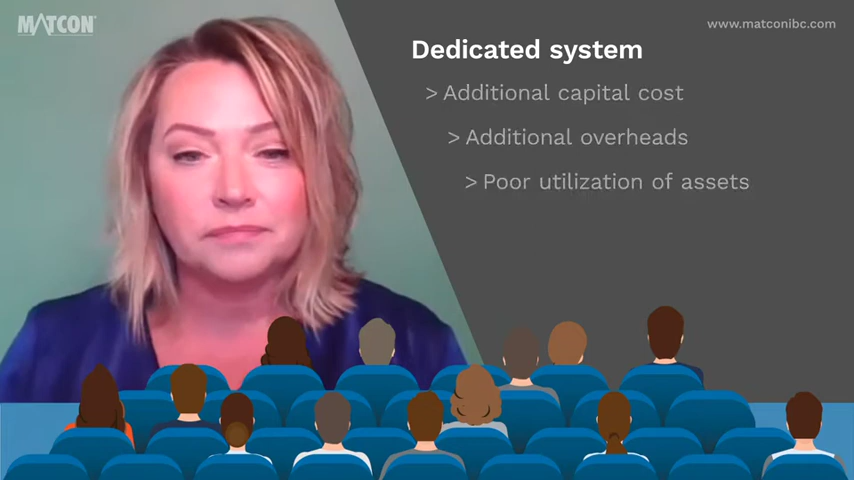 MATCON
www.matconibc.com
Dedicated system
> Additional capital cost
> Additional overheads
> Poor utilization of assets